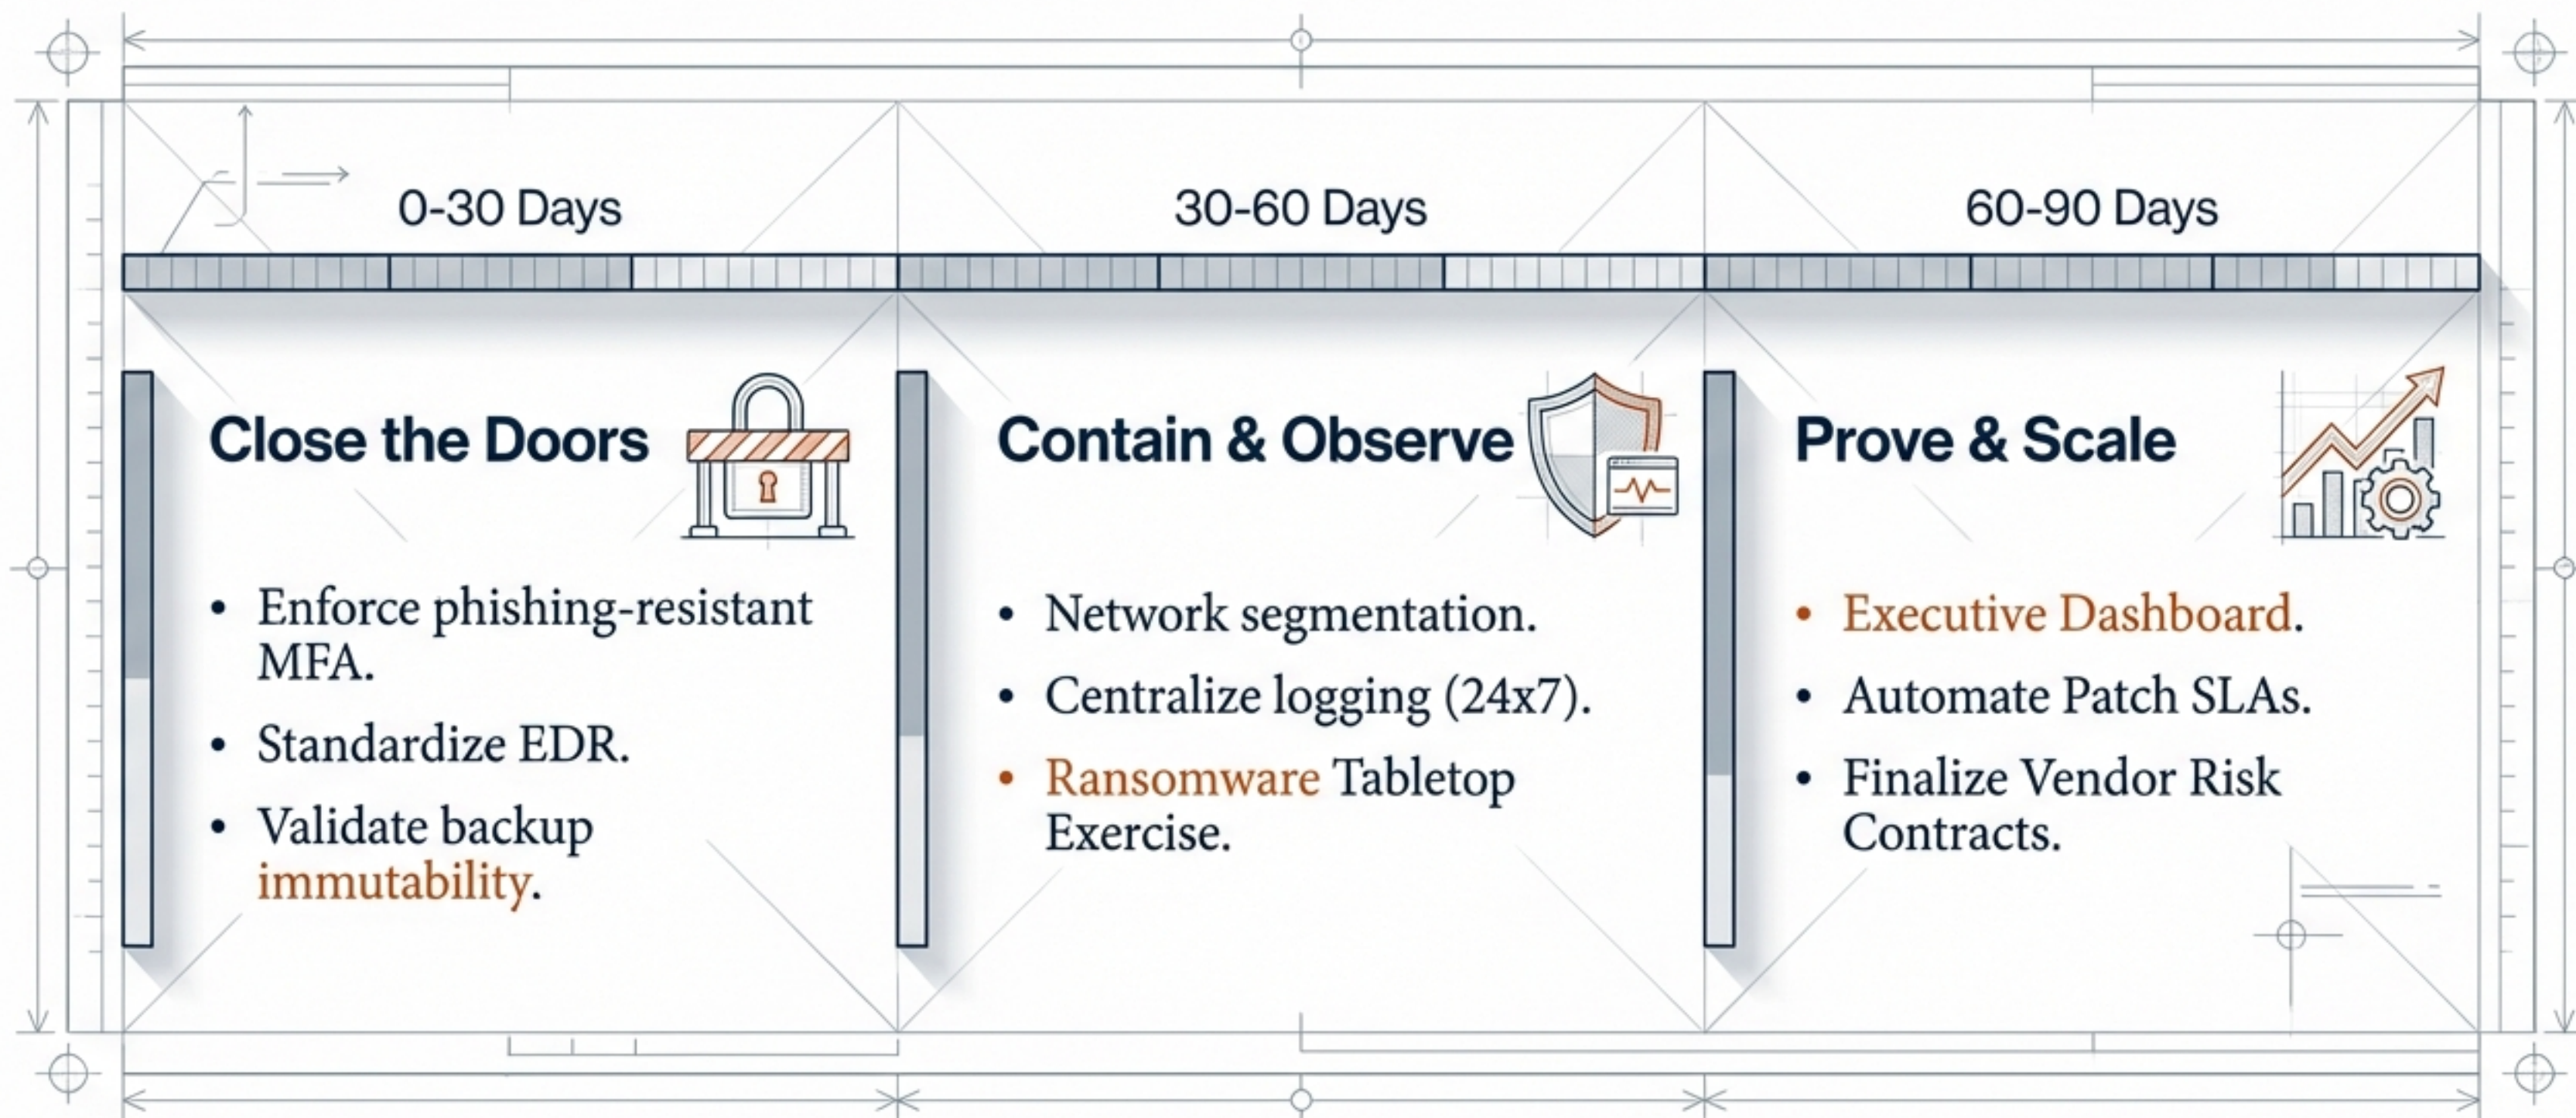 0-30 Days
30-60 Days
60-90 Days
Close the Doors
• Enforce phishing-resistant
MFA.
• Standardize EDR.
• Validate backup
immutability.
Contain & Observe
• Network segmentation.
• Centralize logging (24x7).
• Ransomware Tabletop
Exercise.
Prove & Scale
• Executive Dashboard.
• Automate Patch SLAs.
• Finalize Vendor Risk
Contracts.